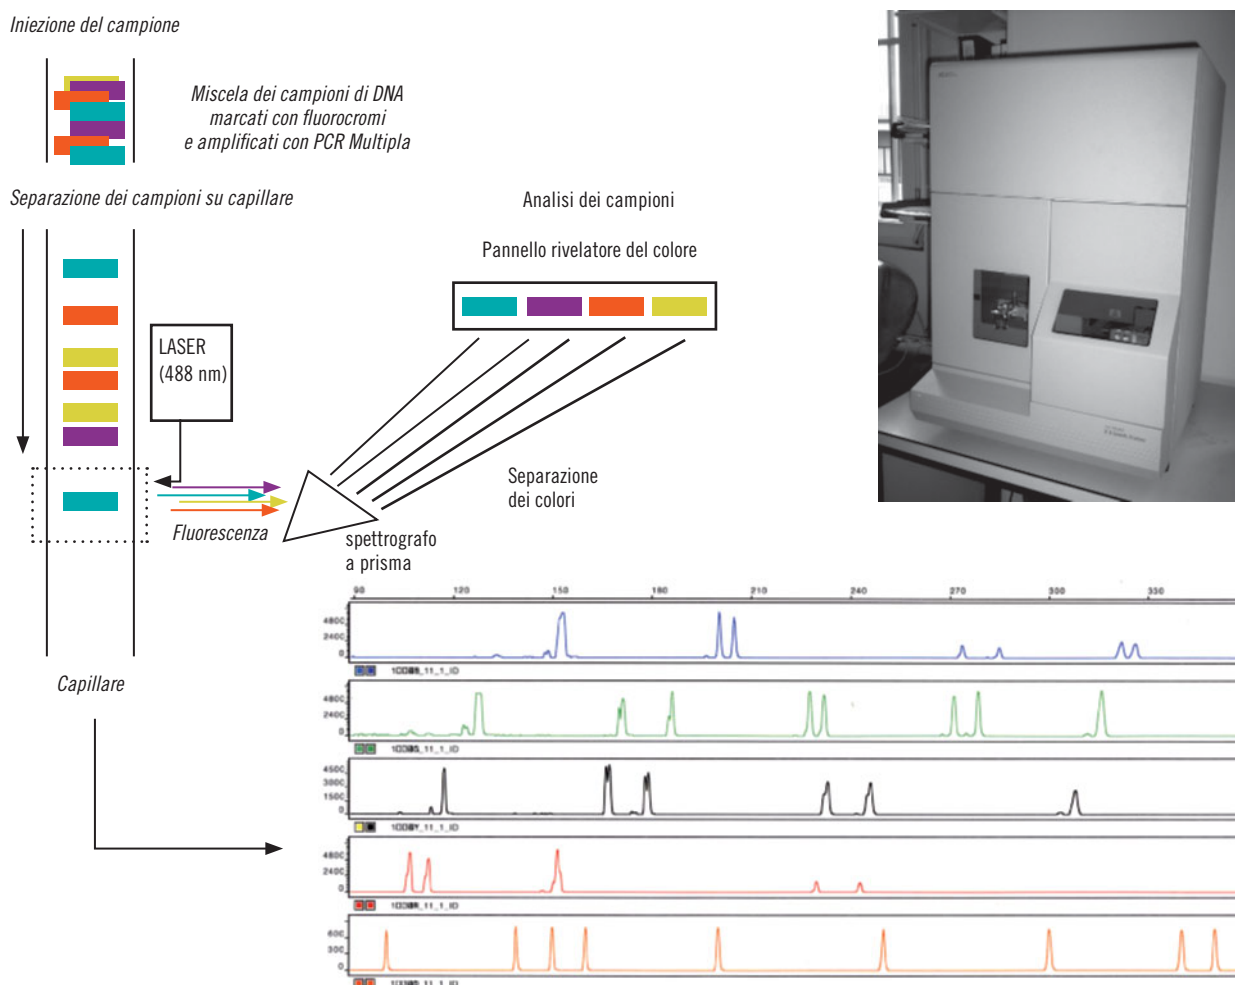 Iniezione del campione
Miscela dei campioni di DNA
marcati con fluorocromi
e amplificati con PCR Multipla
Separazione dei campioni su capillare
Analisi dei campioni
Pannello rivelatore del colore
LASER
(488 nm)
Separazione
dei colori
Fluorescenza
spettrografo
a prisma
Capillare
90 120 150 180 210 240 270 300 330
4800
2400
0
4800
2400
0
4500
3000
1500
0
4800
2400
0
600
300
0